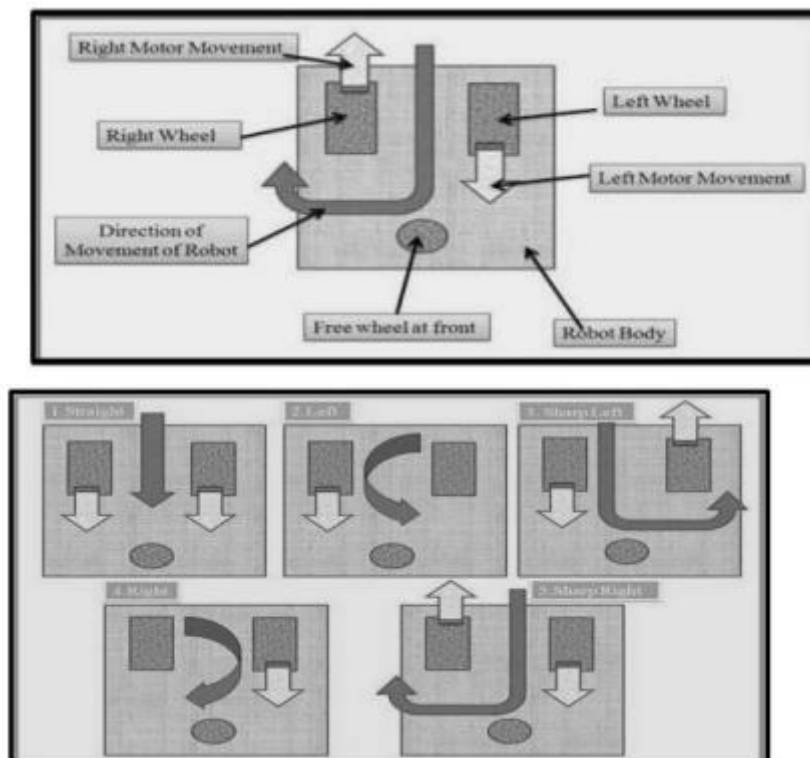 Right Motor Movement
Left Wheel
Right Wheel
Left Motor Movement
Direction of
Movement of Robot
Free wheel at front
Robot Body
1.Straight
2.Left
3. Sharp Left
4.Right
5.Sharp Right